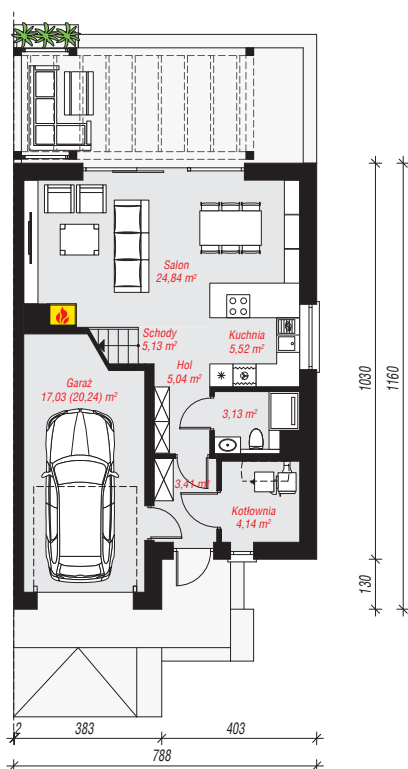 Salon
24,84 m²
Schody
5,13 m²
Kuchnia
5,52 m²
Hol
5,04 m²
Garaż
17,03 (20,24) m²
3,13 m²
3,41 m²
Kotłownia
4,14 m²
1030
1160
130
2
383
403
788